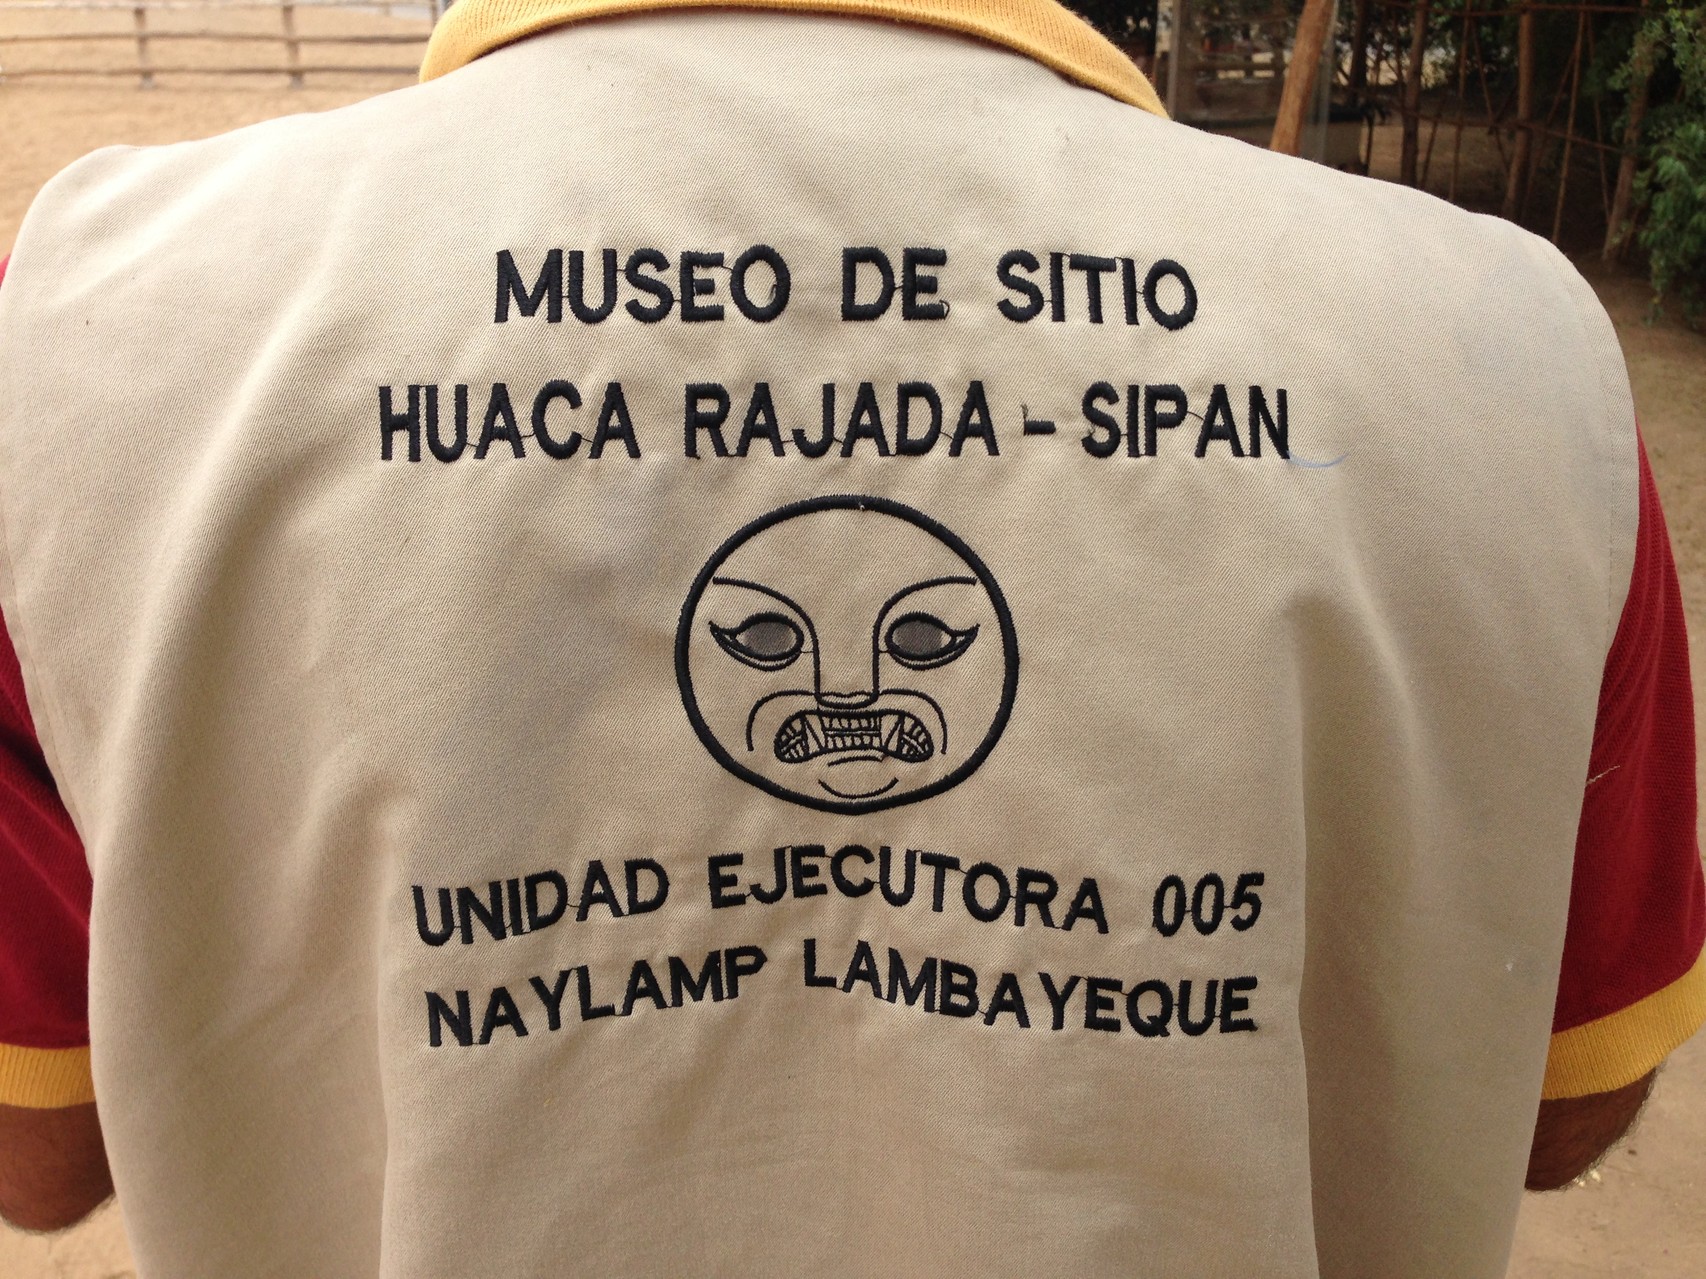 MUSEO DE SITIO
HUACA RAJADA - SIPAN
UNIDAD EJECUTORA 005
NAYLAMP LAMBAYEQUE